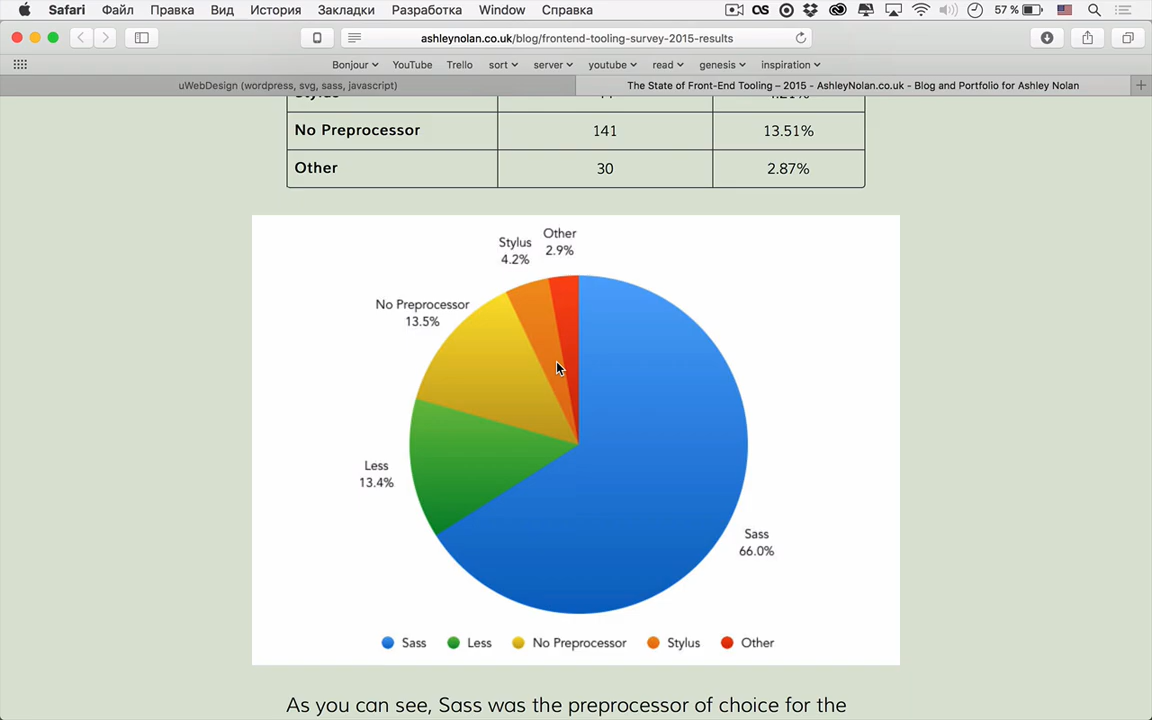 Safari Файл Правка Вид История Закладки Разработка Window Справка 57 %
ashleynolan.co.uk/blog/frontend-tooling-survey-2015-results
Bonjour YouTube Trello sort server youtube read genesis inspiration
uWebDesign (wordpress, svg, sass, javascript) The State of Front-End Tooling – 2015 - AshleyNolan.co.uk - Blog and Portfolio for Ashley Nolan
No Preprocessor 141 13.51%
Other 30 2.87%
Other
2.9%
Stylus
4.2%
No Preprocessor
13.5%
Less
13.4%
Sass
66.0%
Sass Less No Preprocessor Stylus Other
As you can see, Sass was the preprocessor of choice for the